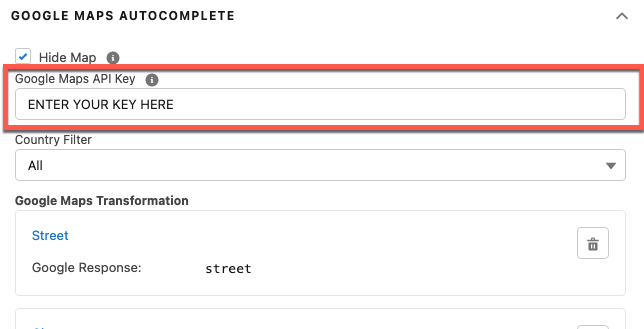 GOOGLE MAPS AUTOCOMPLETE
Hide Map
Google Maps API Key
ENTER YOUR KEY HERE
Country Filter
All
Google Maps Transformation
Street
Google Response: street